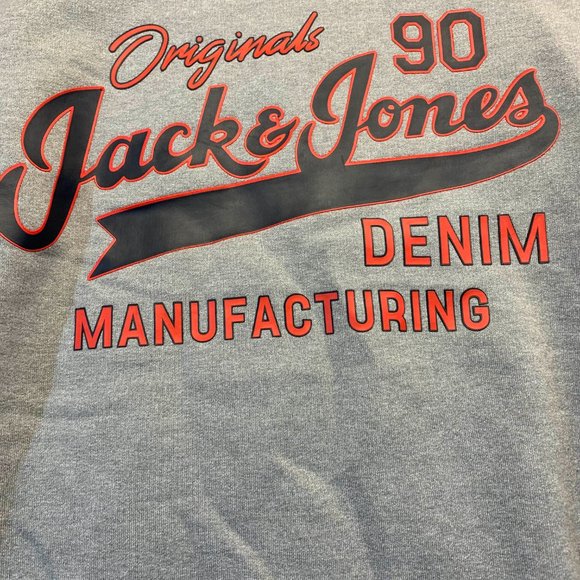 Originals 90
Jack & Jones
DENIM
MANUFACTURING